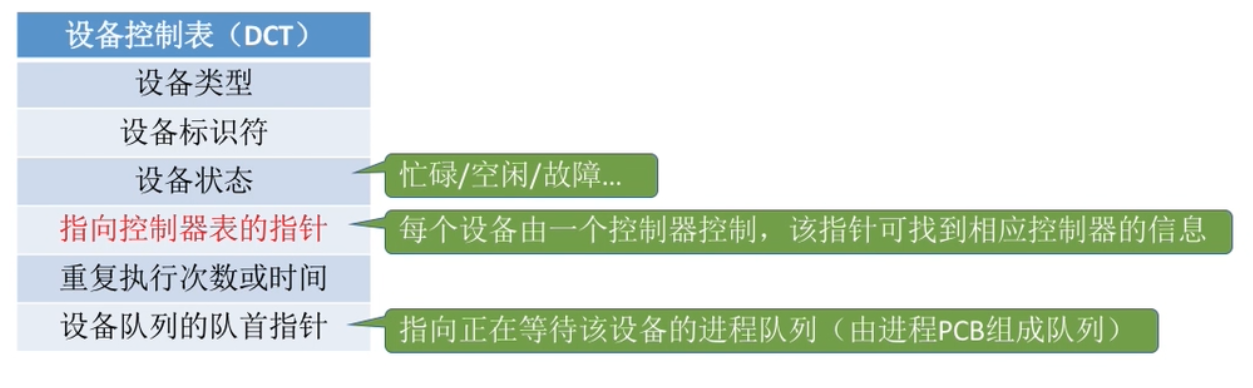 设备控制表（DCT）
设备类型
设备标识符
设备状态
忙碌/空闲/故障...
指向控制器表的指针
每个设备由一个控制器控制，该指针可找到相应控制器的信息
重复执行次数或时间
设备队列的队首指针
指向正在等待该设备的进程队列（由进程PCB组成队列）